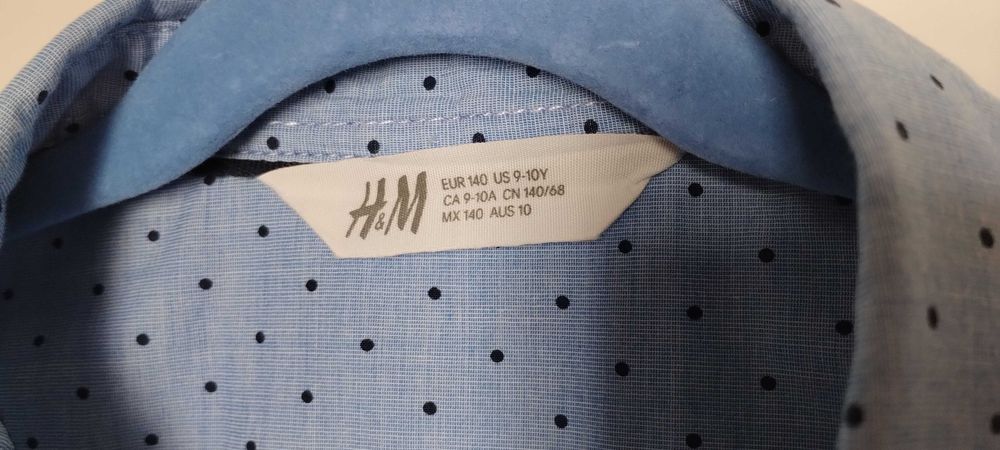 H&M
EUR 140 US 9-10Y
CA 9-10A CN 140/68
MX 140 AUS 10